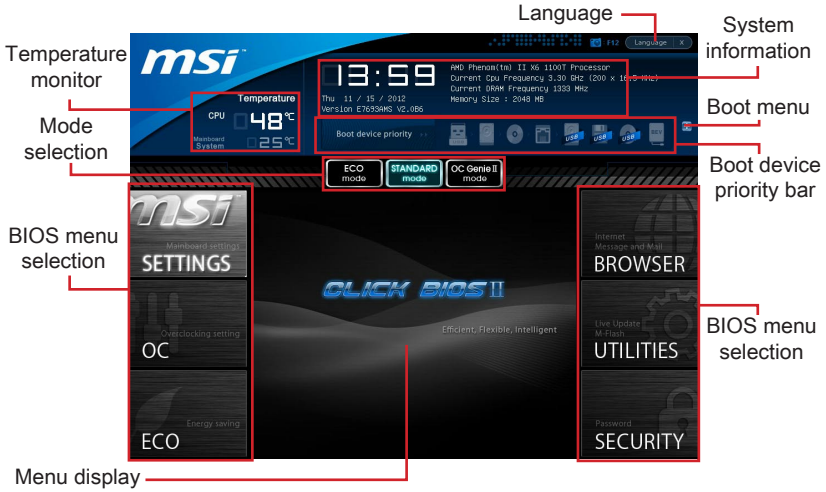 Language
System
information
Temperature
monitor
F12
Language
X
msi
13:59
AMD Phenom(tm) II X6 1100T Processor
Current Cpu Frequency 3.30 GHz (200 x 16.5 MHz)
Current DRAM Frequency 1333 MHz
Memory Size : 2048 MB
Thu 11 / 15 / 2012
Version E7693AMS V2.0B6
Temperature
CPU 48°C
Mainboard
System 25°C
Boot menu
Mode
selection
Boot device priority
USB
USB
USB
Boot device
priority bar
ECO
mode
STANDARD
mode
OC Genie II
mode
BIOS menu
selection
msi
Mainboard settings
SETTINGS
Internet
Message and Mail
BROWSER
CLICK BIOS II
Efficient, Flexible, Intelligent
Overclocking setting
OC
Live Update
M-Flash
UTILITIES
BIOS menu
selection
Energy saving
ECO
Password
SECURITY
Menu display